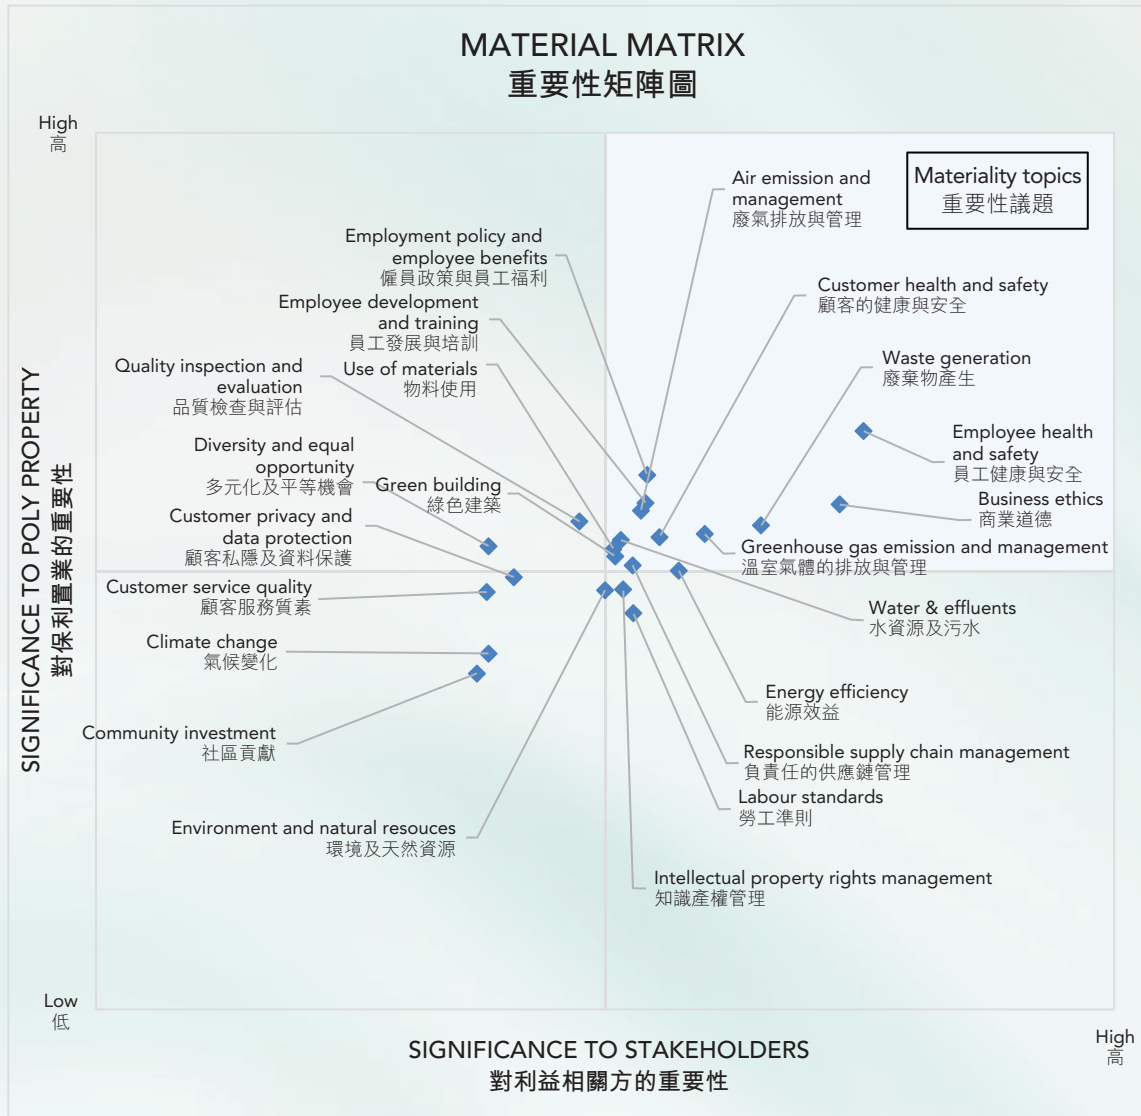 MATERIAL MATRIX
重要性矩陣圖
High
高
Materiality topics
重要性議題
Air emission and
management
廢氣排放與管理
Employment policy and
employee benefits
僱員政策與員工福利
Customer health and safety
顧客的健康與安全
Employee development
and training
員工發展與培訓
Quality inspection and
evaluation
品質檢查與評估
Use of materials
物料使用
Waste generation
廢棄物產生
Employee health
and safety
員工健康與安全
Diversity and equal
opportunity
多元化及平等機會
Green building
綠色建築
Business ethics
商業道德
Customer privacy and
data protection
顧客私隱及資料保護
Greenhouse gas emission and management
溫室氣體的排放與管理
Customer service quality
顧客服務質素
Water & effluents
水資源及污水
Climate change
氣候變化
Energy efficiency
能源效益
Community investment
社區貢獻
Responsible supply chain management
負責任的供應鏈管理
Labour standards
勞工準則
Environment and natural resouces
環境及天然資源
Intellectual property rights management
知識產權管理
SIGNIFICANCE TO POLY PROPERTY
對保利置業的重要性
Low
低
SIGNIFICANCE TO STAKEHOLDERS
對利益相關方的重要性
High
高